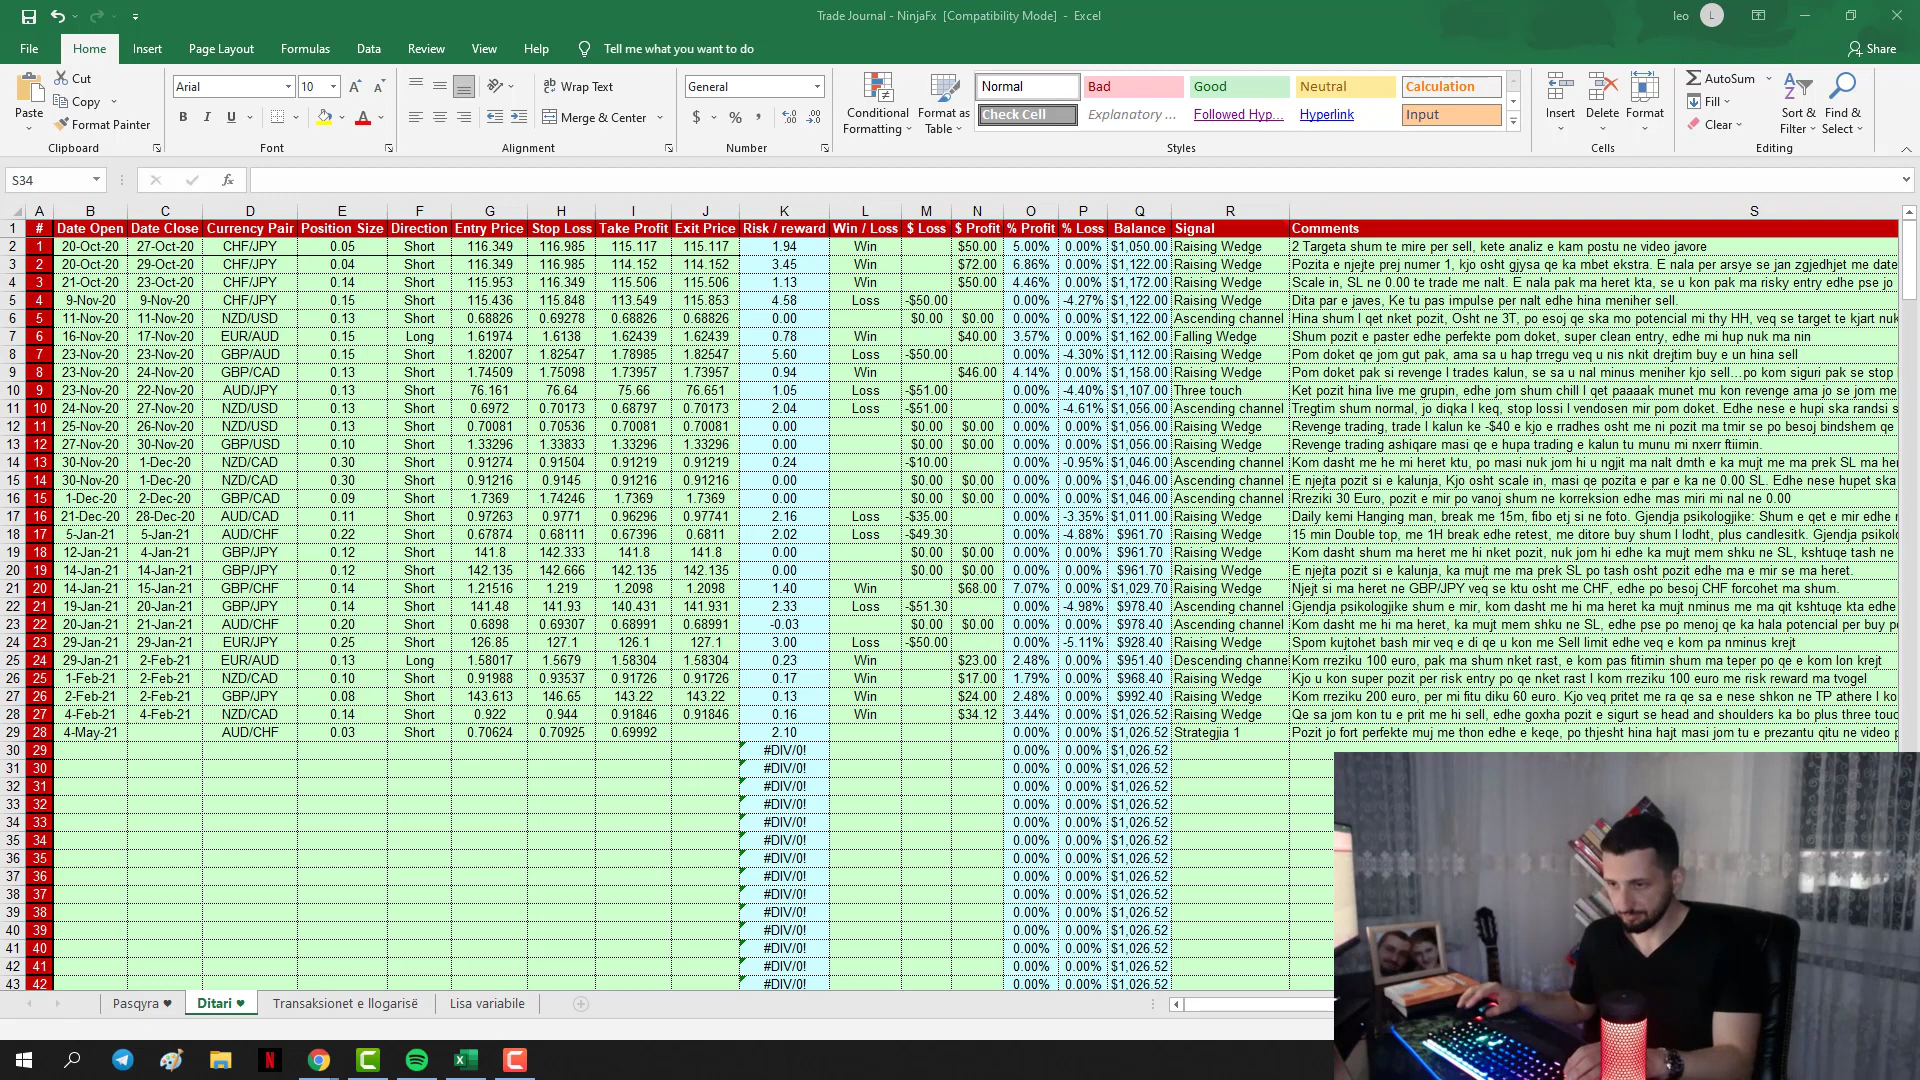 Trade Journal - NinjaFx [Compatibility Mode] - Excel
leo L
File Home Insert Page Layout Formulas Data Review View Help Tell me what you want to do Share
Paste Cut Copy Format Painter Clipboard
Arial 10 B I U A Font
Wrap Text Merge & Center Alignment
General $ % , Number
Conditional Formatting Format as Table
Normal Bad Good Neutral Calculation
Check Cell Explanatory ... Followed Hyp... Hyperlink Input
Styles
Insert Delete Format Cells
AutoSum Fill Clear Sort & Filter Find & Select Editing
S34 fx
A B C D E F G H I J K L M N O P Q R S
1 # Date Open Date Close Currency Pair Position Size Direction Entry Price Stop Loss Take Profit Exit Price Risk / reward Win / Loss $ Loss $ Profit % Profit % Loss Balance Signal Comments
2 1 20-Oct-20 27-Oct-20 CHF/JPY 0.05 Short 116.349 116.985 115.117 115.117 1.94 Win $50.00 5.00% 0.00% $1,050.00 Raising Wedge 2 Targeta shum te mire per sell, kete analiz e kam postu ne video javore
3 2 20-Oct-20 29-Oct-20 CHF/JPY 0.04 Short 116.349 116.985 114.152 114.152 3.45 Win $72.00 6.86% 0.00% $1,122.00 Raising Wedge Pozita e njejte prej numer 1, kjo osht gjysa qe ka mbet ekstra. E nala per arsye se jan zgjedhjet me date
4 3 21-Oct-20 23-Oct-20 CHF/JPY 0.14 Short 115.953 116.349 115.506 115.506 1.13 Win $50.00 4.46% 0.00% $1,172.00 Raising Wedge Scale in, SL ne 0.00 te trade me nalt. E nala pak ma heret kta, se u kon pak ma risky entry edhe pse jo
5 4 9-Nov-20 9-Nov-20 CHF/JPY 0.15 Short 115.436 115.848 113.549 115.853 4.58 Loss -$50.00 0.00% -4.27% $1,122.00 Raising Wedge Dita par e javes, Ke tu pas impulse per nalt edhe hina meniher sell.
6 5 11-Nov-20 11-Nov-20 NZD/USD 0.13 Short 0.68826 0.69278 0.68826 0.68826 0.00 $0.00 $0.00 0.00% 0.00% $1,122.00 Ascending channel Hina shum I qet nket pozit, Osht ne 3T, po esoj qe ska mo potencial mi thy HH, veq se target te kjart nuk
7 6 16-Nov-20 17-Nov-20 EUR/AUD 0.15 Long 1.61974 1.6138 1.62439 1.62439 0.78 Win $40.00 3.57% 0.00% $1,162.00 Falling Wedge Shum pozit e paster edhe perfekte pom doket, super clean entry, edhe mi hup nuk ma nin
8 7 23-Nov-20 23-Nov-20 GBP/AUD 0.15 Short 1.82007 1.82547 1.78985 1.82547 5.60 Loss -$50.00 0.00% -4.30% $1,112.00 Raising Wedge Pom doket qe jom gut pak, ama sa u hap trregu veq u nis nkit drejtim buy e un hina sell
9 8 23-Nov-20 24-Nov-20 GBP/CAD 0.13 Short 1.74509 1.75098 1.73957 1.73957 0.94 Win $46.00 4.14% 0.00% $1,158.00 Raising Wedge Pom doket pak si revenge I trades kalun, se sa u nal minus meniher kjo sell...po kom siguri pak se stop
10 9 23-Nov-20 22-Nov-20 AUD/JPY 0.13 Short 76.161 76.64 75.66 76.651 1.05 Loss -$51.00 0.00% -4.40% $1,107.00 Three touch Ket pozit hina live me grupin, edhe jom shum chill I qet paaaak munet mu kon revenge ama jo se jom me
11 10 24-Nov-20 27-Nov-20 NZD/USD 0.13 Short 0.6972 0.70173 0.68797 0.70173 2.04 Loss -$51.00 0.00% -4.61% $1,056.00 Ascending channel Tregtim shum normal, jo diqka I keq, stop lossi I vendosen mir pom doket. Edhe nese e hupi ska randsi s
12 11 25-Nov-20 26-Nov-20 NZD/USD 0.13 Short 0.70081 0.70536 0.70081 0.70081 0.00 $0.00 $0.00 0.00% 0.00% $1,056.00 Ascending channel Revenge trading, trade I kalun ke -$40 e kjo e rradhes osht me ni pozit ma tmir se po besoj bindshem qe
13 12 27-Nov-20 30-Nov-20 GBP/USD 0.10 Short 1.33296 1.33833 1.33296 1.33296 0.00 $0.00 $0.00 0.00% 0.00% $1,056.00 Raising Wedge Revenge trading ashiqare masi qe e hupa trading e kalun tu munu mi nxerr ftiimin.
14 13 30-Nov-20 1-Dec-20 NZD/CAD 0.30 Short 0.91274 0.91504 0.91219 0.91219 0.24 -$10.00 0.00% -0.95% $1,046.00 Ascending channel Kom dasht me he mi heret ktu, po masi nuk jom hi u ngjit ma nalt dmth e ka mujt me ma prek SL ma her
15 14 30-Nov-20 1-Dec-20 NZD/CAD 0.30 Short 0.91216 0.9145 0.91216 0.91216 0.00 $0.00 $0.00 0.00% 0.00% $1,046.00 Ascending channel E njejta pozit si e kalunja, Kjo osht scale in, masi qe pozita e par e ka ne 0.00 SL. Edhe nese hupet ska
16 15 1-Dec-20 2-Dec-20 GBP/CAD 0.09 Short 1.7369 1.74246 1.7369 1.7369 0.00 $0.00 $0.00 0.00% 0.00% $1,046.00 Ascending channel Rreziki 30 Euro, pozit e mir po vanoj shum ne korreksion edhe mas miri mi nal ne 0.00
17 16 21-Dec-20 28-Dec-20 AUD/CAD 0.11 Short 0.97263 0.9771 0.96296 0.97741 2.16 Loss -$35.00 0.00% -3.35% $1,011.00 Raising Wedge Daily kemi Hanging man, break me 15m, fibo etj si ne foto. Gjendja psikologjike: Shum e qet e mir edhe
18 17 5-Jan-21 5-Jan-21 AUD/CHF 0.22 Short 0.67874 0.68111 0.67396 0.6811 2.02 Loss -$49.30 0.00% -4.88% $961.70 Raising Wedge 15 min Double top, me 1H break edhe retest, me ditore buy shum I lodht, plus candlesitk. Gjendja psikolo
19 18 12-Jan-21 4-Jan-21 GBP/JPY 0.12 Short 141.8 142.333 141.8 141.8 0.00 $0.00 $0.00 0.00% 0.00% $961.70 Raising Wedge Kom dasht shum ma heret me hi nket pozit, nuk jom hi edhe ka mujt mem shku ne SL, kshtuqe tash ne
20 19 14-Jan-21 14-Jan-21 GBP/JPY 0.12 Short 142.135 142.666 142.135 142.135 0.00 $0.00 $0.00 0.00% 0.00% $961.70 Raising Wedge E njejta pozit si e kalunja, ka mujt me ma prek SL po tash osht pozit edhe ma e mir se ma heret.
21 20 14-Jan-21 15-Jan-21 GBP/CHF 0.14 Short 1.21516 1.219 1.2098 1.2098 1.40 Win $68.00 7.07% 0.00% $1,029.70 Raising Wedge Njejt si ma heret ne GBP/JPY veq se ktu osht me CHF, edhe po besoj CHF forcohet ma shum.
22 21 19-Jan-21 20-Jan-21 GBP/JPY 0.14 Short 141.48 141.93 140.431 141.931 2.33 Loss -$51.30 0.00% -4.98% $978.40 Ascending channel Gjendja psikologjike shum e mir, kom dasht me hi ma heret ka mujt nminus me ma qit kshtuqe kta edhe
23 22 20-Jan-21 21-Jan-21 AUD/CHF 0.20 Short 0.6898 0.69307 0.68991 0.68991 -0.03 $0.00 $0.00 0.00% 0.00% $978.40 Ascending channel Kom dasht me hi ma heret, ka mujt mem shku ne SL, edhe pse po menoj qe ka hala potencial per buy po
24 23 29-Jan-21 29-Jan-21 EUR/JPY 0.25 Short 126.85 127.1 126.1 127.1 3.00 Loss -$50.00 0.00% -5.11% $928.40 Raising Wedge Spom kujtohet bash mir veq e di qe u kon me Sell limit edhe veq e kom pa nminus krejt
25 24 29-Jan-21 2-Feb-21 EUR/AUD 0.13 Long 1.58017 1.5679 1.58304 1.58304 0.23 Win $23.00 2.48% 0.00% $951.40 Descending channe Kom rreziku 100 euro, pak ma shum nket rast, e kom pas fitimin shum ma teper po qe e kom lon krejt
26 25 1-Feb-21 2-Feb-21 NZD/CAD 0.10 Short 0.91988 0.93537 0.91726 0.91726 0.17 Win $17.00 1.79% 0.00% $968.40 Raising Wedge Kjo u kon super pozit per risk entry po qe nket rast I kom rreziku 100 euro me risk reward ma tvogel
27 26 2-Feb-21 2-Feb-21 GBP/JPY 0.08 Short 143.613 146.65 143.22 143.22 0.13 Win $24.00 2.48% 0.00% $992.40 Raising Wedge Kom rreziku 200 euro, per mi fitu diku 60 euro. Kjo veq pritet me ra qe sa e nese shkon ne TP athere I ko
28 27 4-Feb-21 4-Feb-21 NZD/CAD 0.14 Short 0.922 0.944 0.91846 0.91846 0.16 Win $34.12 3.44% 0.00% $1,026.52 Raising Wedge Qe sa jom kon tu e prit me hi sell, edhe goxha pozit e sigurt se head and shoulders ka bo plus three touc
29 28 4-May-21 AUD/CHF 0.03 Short 0.70624 0.70925 0.69992 2.10 0.00% 0.00% $1,026.52 Strategjia 1 Pozit jo fort perfekte muj me thon edhe e keqe, po thjesht hina hajt masi jom tu e prezantu qitu ne video p
30 29 #DIV/0! 0.00% 0.00% $1,026.52
31 30 #DIV/0! 0.00% 0.00% $1,026.52
32 31 #DIV/0! 0.00% 0.00% $1,026.52
33 32 #DIV/0! 0.00% 0.00% $1,026.52
34 33 #DIV/0! 0.00% 0.00% $1,026.52
35 34 #DIV/0! 0.00% 0.00% $1,026.52
36 35 #DIV/0! 0.00% 0.00% $1,026.52
37 36 #DIV/0! 0.00% 0.00% $1,026.52
38 37 #DIV/0! 0.00% 0.00% $1,026.52
39 38 #DIV/0! 0.00% 0.00% $1,026.52
40 39 #DIV/0! 0.00% 0.00% $1,026.52
41 40 #DIV/0! 0.00% 0.00% $1,026.52
42 41 #DIV/0! 0.00% 0.00% $1,026.52
43 42 #DIV/0! 0.00% 0.00% $1,026.52
Pasqyra ♥ Ditari ♥ Transaksionet e llogarisë Lisa variabile